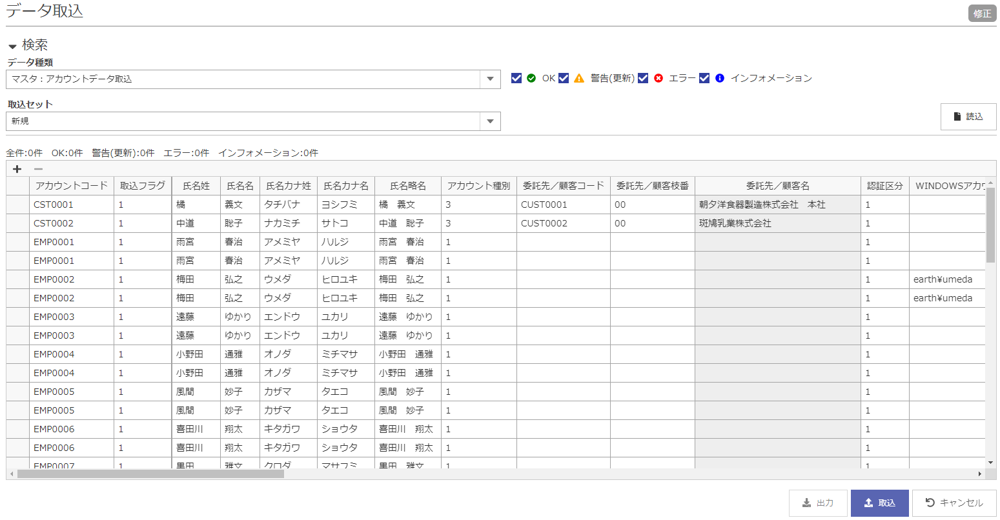 データ取込
修正
検索
データ種類
マスタ：アカウントデータ取込
OK 警告(更新) エラー インフォメーション
取込セット
新規
読込
全件:0件 OK:0件 警告(更新):0件 エラー:0件 インフォメーション:0件
アカウントコード 取込フラグ 氏名姓 氏名名 氏名カナ姓 氏名カナ名 氏名略名 アカウント種別 委託先／顧客コード 委託先／顧客枝番 委託先／顧客名 認証区分 WINDOWSアカウ
CST0001 1 橘 義文 タチバナ ヨシフミ 橘　義文 3 CUST0001 00 朝夕洋食器製造株式会社　本社 1
CST0002 1 中道 聡子 ナカミチ サトコ 中道　聡子 3 CUST0002 00 斑鳩乳業株式会社 1
EMP0001 1 雨宮 春治 アメミヤ ハルジ 雨宮　春治 1 1
EMP0001 1 雨宮 春治 アメミヤ ハルジ 雨宮　春治 1 1
EMP0002 1 梅田 弘之 ウメダ ヒロユキ 梅田　弘之 1 1 earth¥umeda
EMP0002 1 梅田 弘之 ウメダ ヒロユキ 梅田　弘之 1 1 earth¥umeda
EMP0003 1 遠藤 ゆかり エンドウ ユカリ 遠藤　ゆかり 1 1
EMP0003 1 遠藤 ゆかり エンドウ ユカリ 遠藤　ゆかり 1 1
EMP0004 1 小野田 通雅 オノダ ミチマサ 小野田　通雅 1 1
EMP0004 1 小野田 通雅 オノダ ミチマサ 小野田　通雅 1 1
EMP0005 1 風間 妙子 カザマ タエコ 風間　妙子 1 1
EMP0005 1 風間 妙子 カザマ タエコ 風間　妙子 1 1
EMP0006 1 喜田川 翔太 キタガワ ショウタ 喜田川　翔太 1 1
EMP0006 1 喜田川 翔太 キタガワ ショウタ 喜田川　翔太 1 1
EMP0007 1 黒田 雅文 クロダ マサフミ 黒田　雅文 1 1
出力 取込 キャンセル